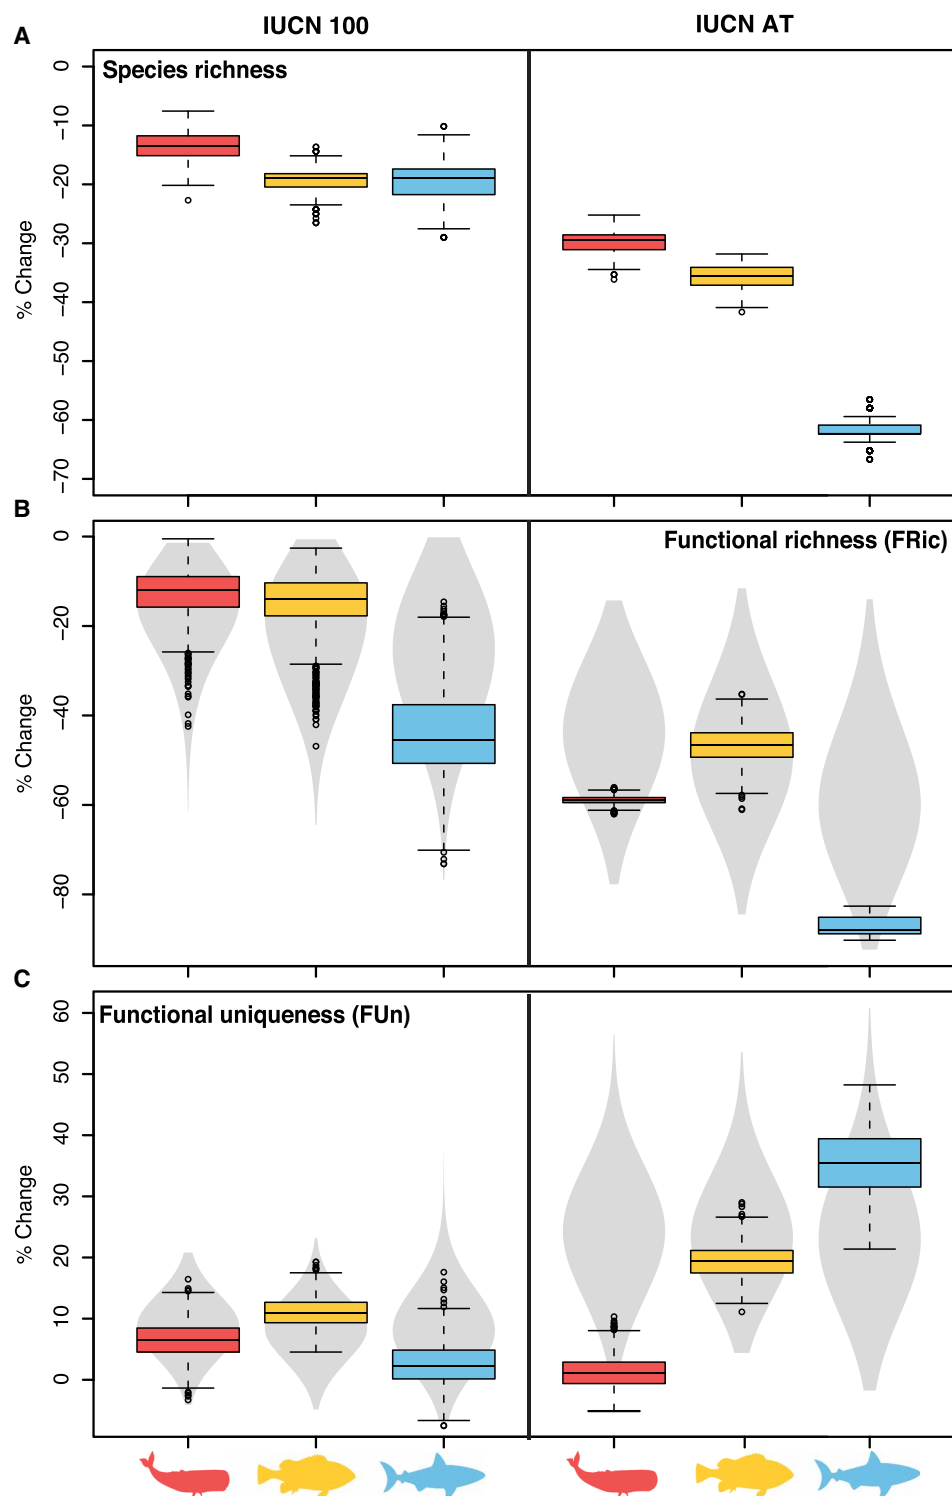 IUCN 100
IUCN AT
A
Species richness
% Change
0
−10
−20
−30
−40
−50
−60
−70
B
Functional richness (FRic)
% Change
0
−20
−40
−60
−80
C
Functional uniqueness (FUn)
% Change
60
50
40
30
20
10
0